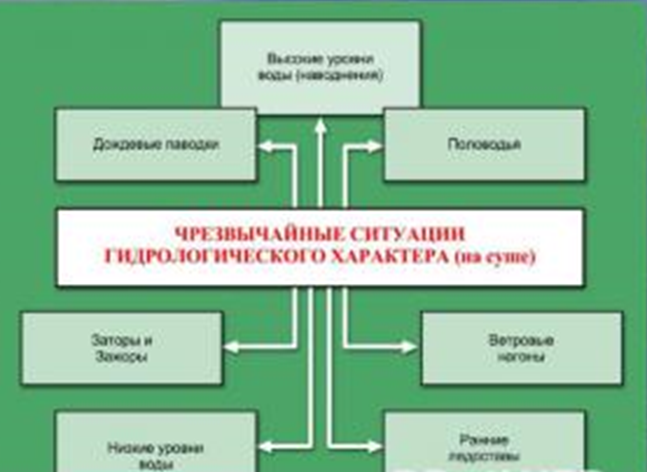 Высокие уровни
воды (наводнения)
Дождевые паводки
Половодья
ЧРЕЗВЫЧАЙНЫЕ СИТУАЦИИ
ГИДРОЛОГИЧЕСКОГО ХАРАКТЕРА (на суше)
Заторы и
Зажоры
Ветровые
нагоны
Низкие уровни
воды
Ранние
ледоставы